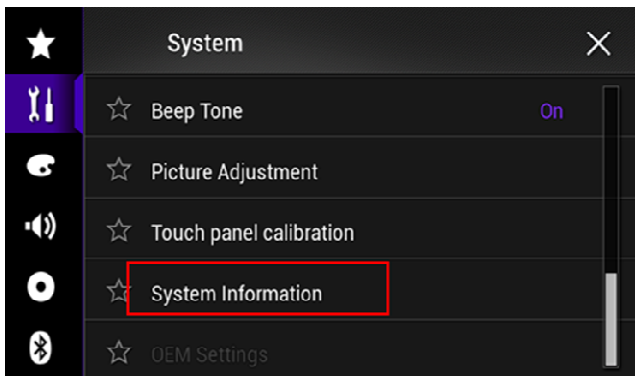 System
Beep Tone On
Picture Adjustment
Touch panel calibration
System Information
OEM Settings